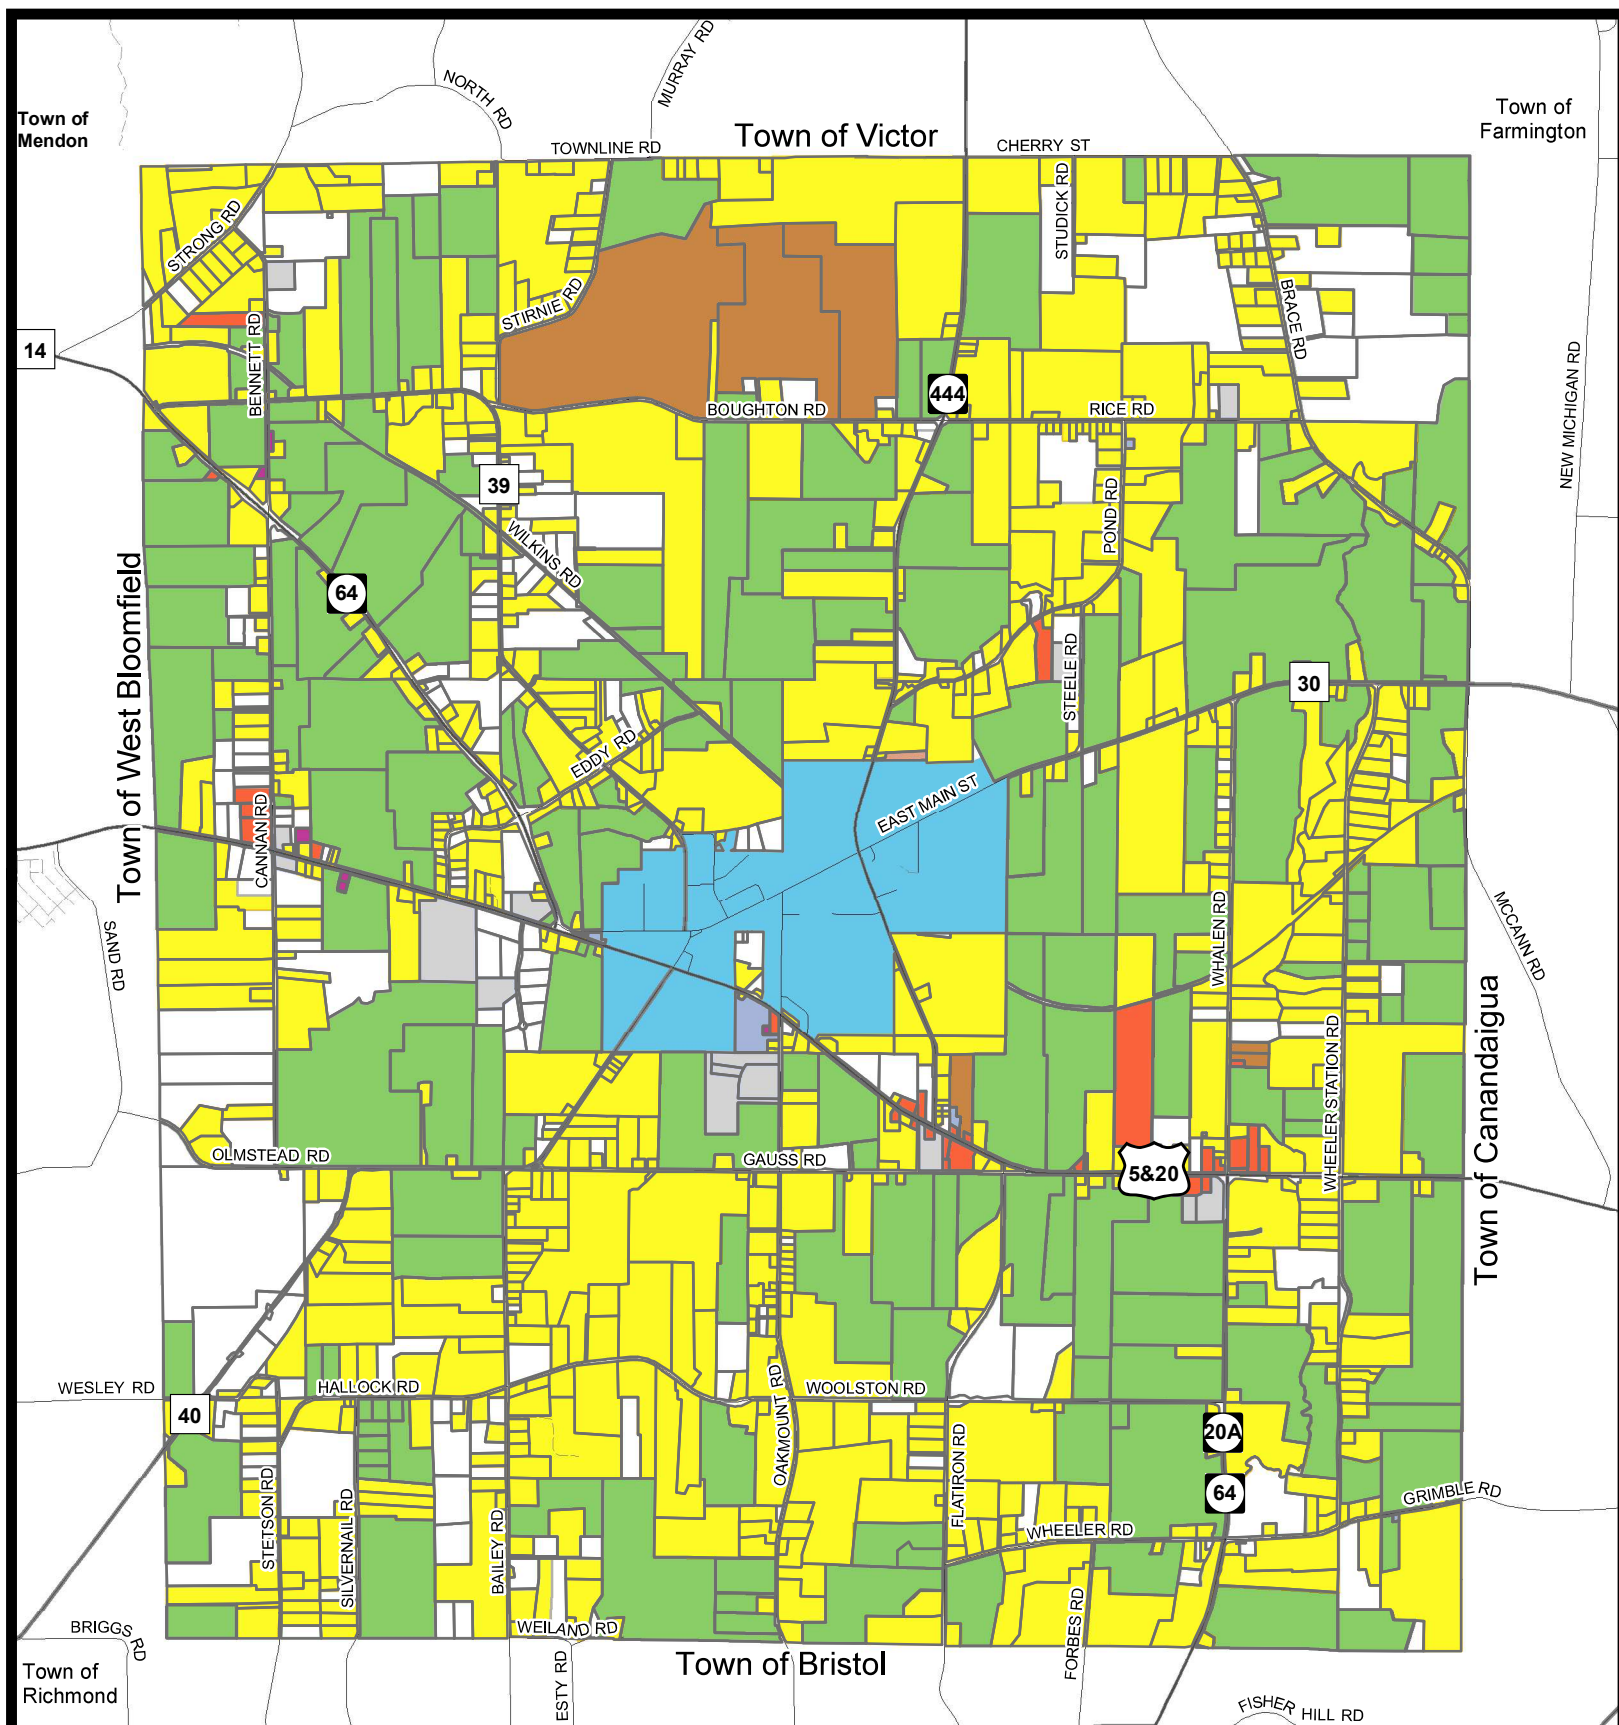 MURRAY RD
NORTH RD
Town of
Mendon
Town of
Farmington
Town of Victor
TOWNLINE RD
CHERRY ST
STRONG RD
STUDICK RD
STIRNIE RD
BRACE RD
BENNETT RD
14
444
BOUGHTON RD
RICE RD
NEW MICHIGAN RD
39
POND RD
WILKINS RD
64
Town of West Bloomfield
STEELE RD
30
EDDY RD
EAST MAIN ST
CANNAN RD
WHALEN RD
SAND RD
MCCANN RD
WHEELER STATION RD
Town of Canandaigua
OLMSTEAD RD
GAUSS RD
5&20
WESLEY RD
HALLOCK RD
WOOLSTON RD
OAKMOUNT RD
40
20A
FLATIRON RD
64
GRIMBLE RD
STETSON RD
SILVERNAIL RD
BAILEY RD
WHEELER RD
FORBES RD
BRIGGS RD
WEILAND RD
Town of
Richmond
Town of Bristol
ESTY RD
FISHER HILL RD